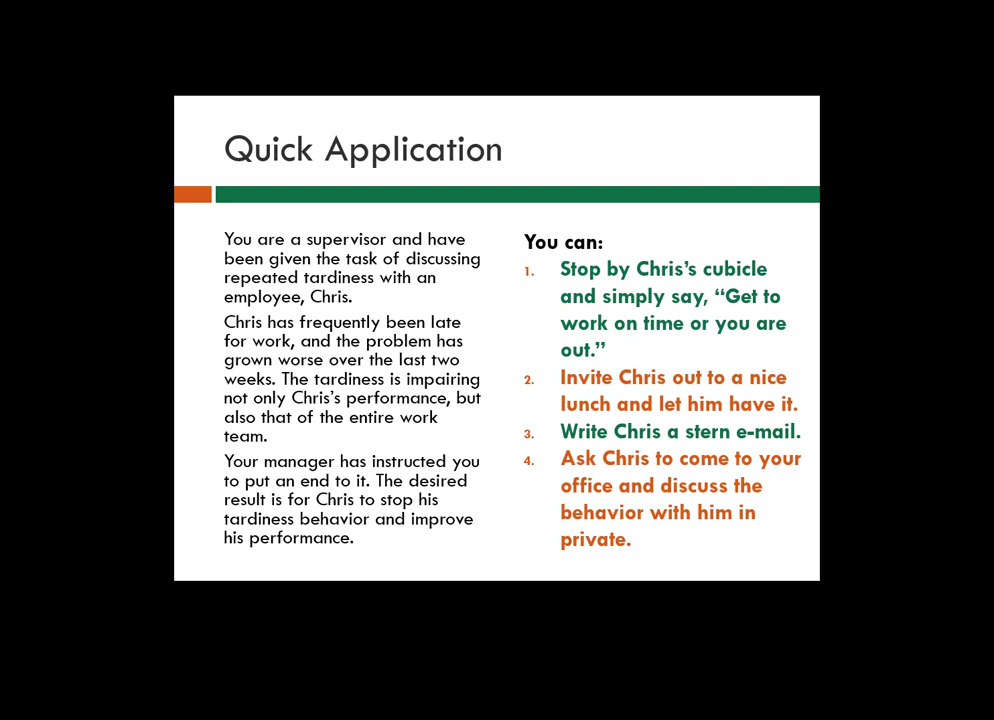 Quick Application
You are a supervisor and have
been given the task of discussing
repeated tardiness with an
employee, Chris.
Chris has frequently been late
for work, and the problem has
grown worse over the last two
weeks. The tardiness is impairing
not only Chris's performance, but
also that of the entire work
team.
Your manager has instructed you
to put an end to it. The desired
result is for Chris to stop his
tardiness behavior and improve
his performance.
You can:
1. Stop by Chris's cubicle
and simply say, “Get to
work on time or you are
out.”
2. Invite Chris out to a nice
lunch and let him have it.
3. Write Chris a stern e-mail.
4. Ask Chris to come to your
office and discuss the
behavior with him in
private.